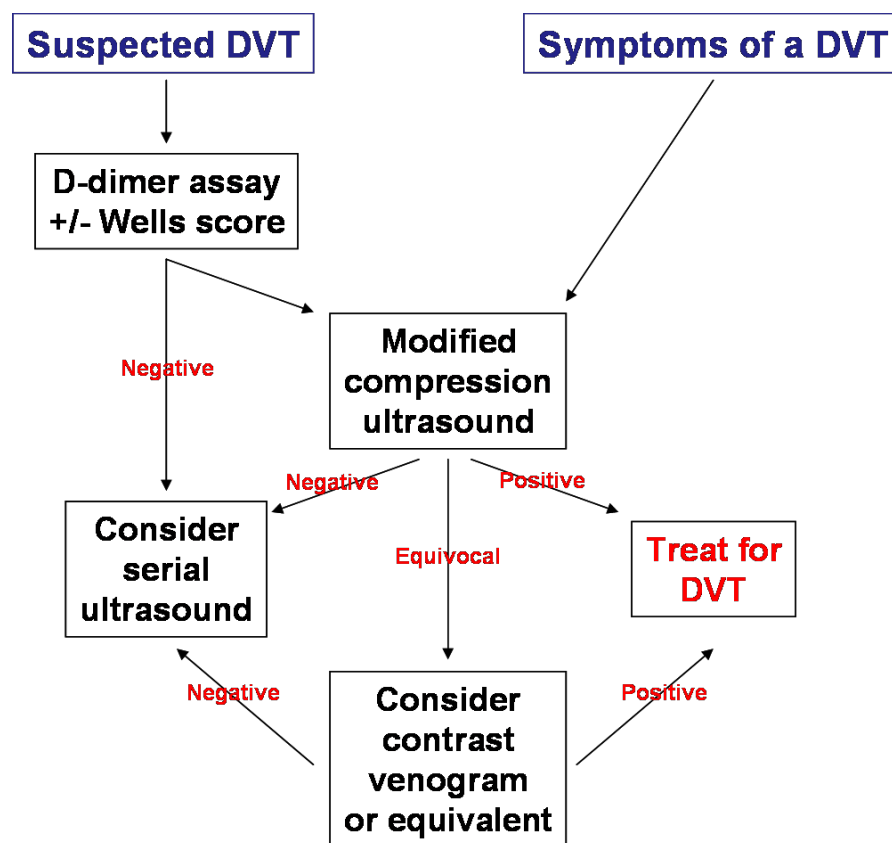 Suspected DVT
Symptoms of a DVT
D-dimer assay
+/- Wells score
Modified
compression
ultrasound
Negative
Negative
Positive
Equivocal
Consider
serial
ultrasound
Treat for
DVT
Negative
Positive
Consider
contrast
venogram
or equivalent